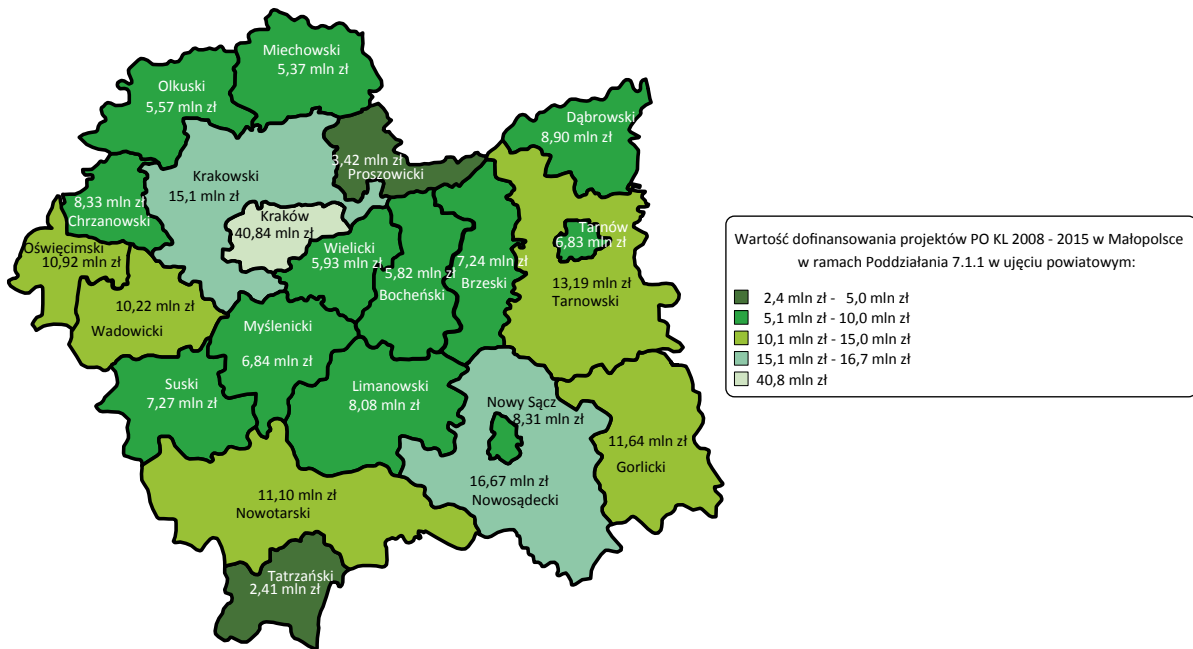 Miechowski
5,37 mln zł
Olkuski
5,57 mln zł
Dąbrowski
8,90 mln zł
3,42 mln zł
Proszowicki
Krakowski
15,1 mln zł
8,33 mln zł
Chrzanowski
Kraków
40,84 mln zł
Tarnów
6,83 mln zł
Oświęcimski
10,92 mln zł
Wielicki
5,93 mln zł
5,82 mln zł
Bocheński
7,24 mln zł
Brzeski
13,19 mln zł
Tarnowski
10,22 mln zł
Wadowicki
Myślenicki
6,84 mln zł
Suski
7,27 mln zł
Limanowski
8,08 mln zł
Nowy Sącz
8,31 mln zł
11,64 mln zł
Gorlicki
16,67 mln zł
Nowosądecki
11,10 mln zł
Nowotarski
Tatrzański
2,41 mln zł
Wartość dofinansowania projektów PO KL 2008 - 2015 w Małopolsce
w ramach Poddziałania 7.1.1 w ujęciu powiatowym:
2,4 mln zł - 5,0 mln zł
5,1 mln zł - 10,0 mln zł
10,1 mln zł - 15,0 mln zł
15,1 mln zł - 16,7 mln zł
40,8 mln zł